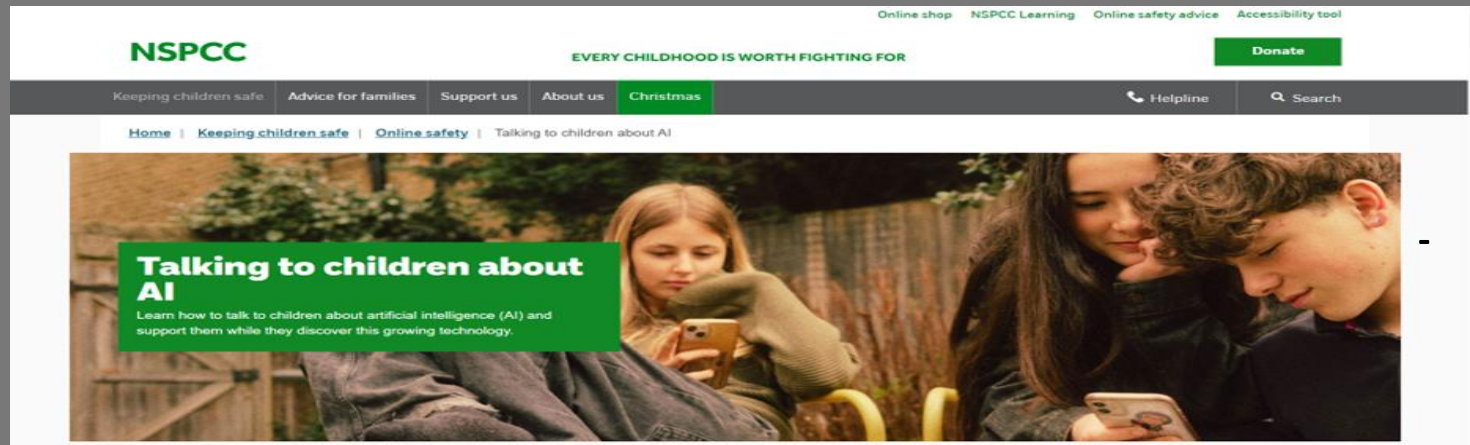 Online shop NSPCC Learning Online safety advice Accessibility tool
NSPCC
EVERY CHILDHOOD IS WORTH FIGHTING FOR
Donate
Keeping children safe Advice for families Support us About us Christmas Helpline Search
Home | Keeping children safe | Online safety | Talking to children about AI
Talking to children about
AI
Learn how to talk to children about artificial intelligence (AI) and
support them while they discover this growing technology.
-